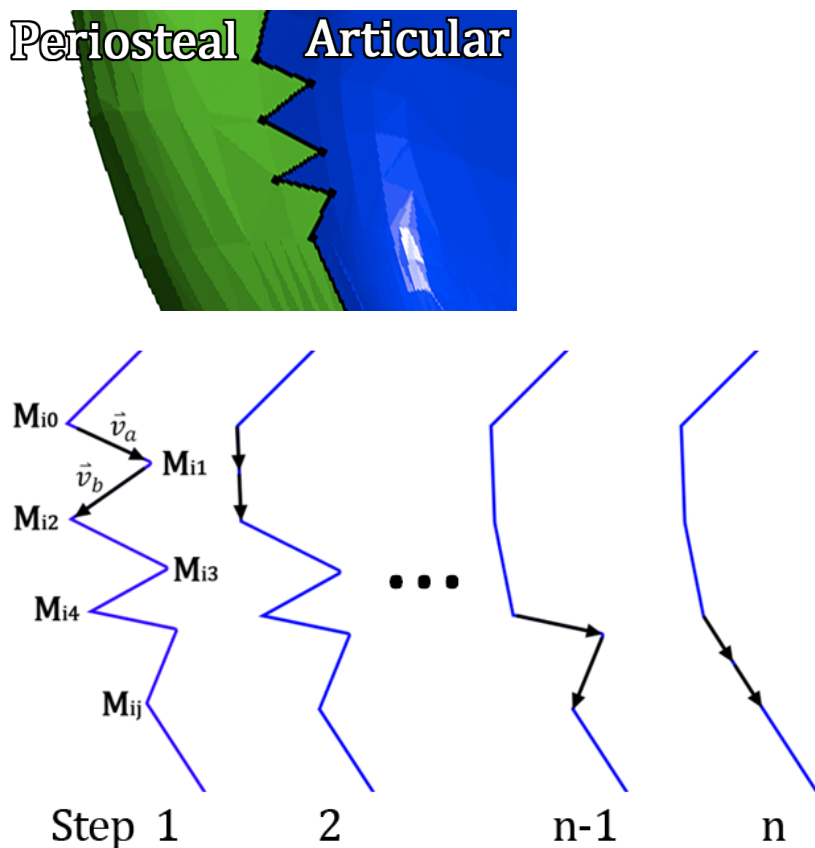 Periosteal Articular
Mi0
v⃗a
Mi1
v⃗b
Mi2
Mi3
Mi4
Mij
Step 1 2 n-1 n